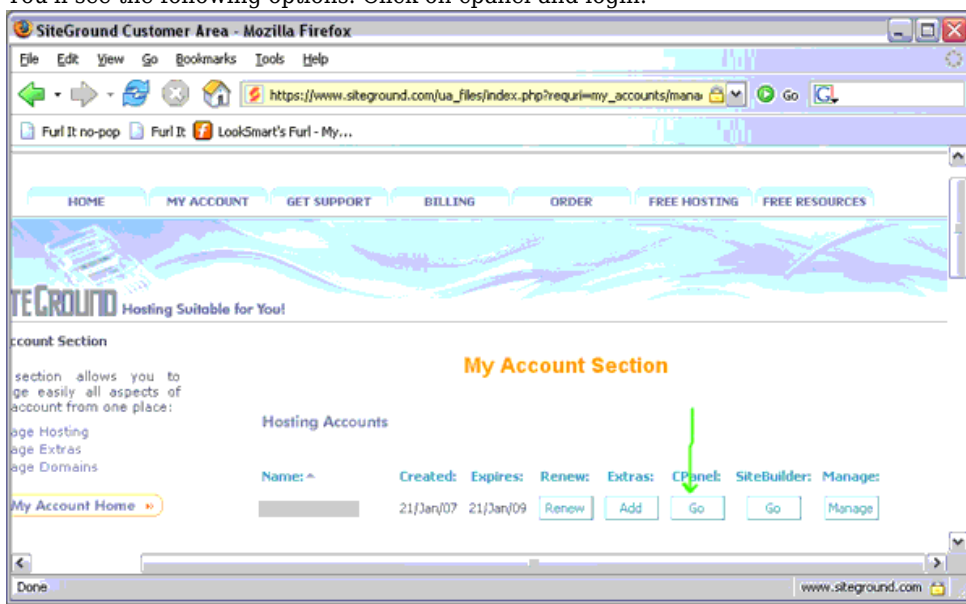 You'll see the following options. Click on cpanel and login.
SiteGround Customer Area - Mozilla Firefox
File Edit View Go Bookmarks Tools Help
https://www.siteground.com/ua_files/index.php?requri=my_accounts/mana
Go
G
Furl It no-pop Furl It LookSmart's Furl - My...
HOME MY ACCOUNT GET SUPPORT BILLING ORDER FREE HOSTING FREE RESOURCES
TEGROUND Hosting Suitable for You!
ccount Section
My Account Section
section allows you to
ge easily all aspects of
account from one place:
age Hosting
age Extras
age Domains
My Account Home »
Hosting Accounts
Name: Created: Expires: Renew: Extras: CPanel: SiteBuilder: Manage:
21/Jan/07 21/Jan/09 Renew Add Go Go Manage
Done www.siteground.com